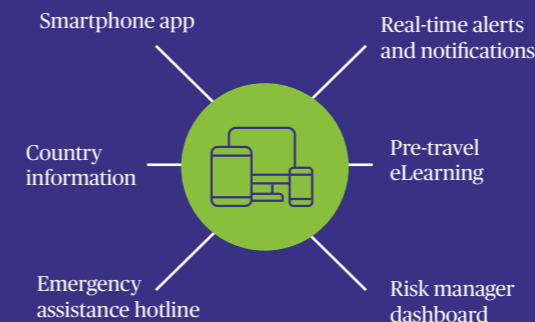 Smartphone app
Real-time alerts
and notifications
Country
information
Pre-travel
eLearning
Emergency
assistance hotline
Risk manager
dashboard